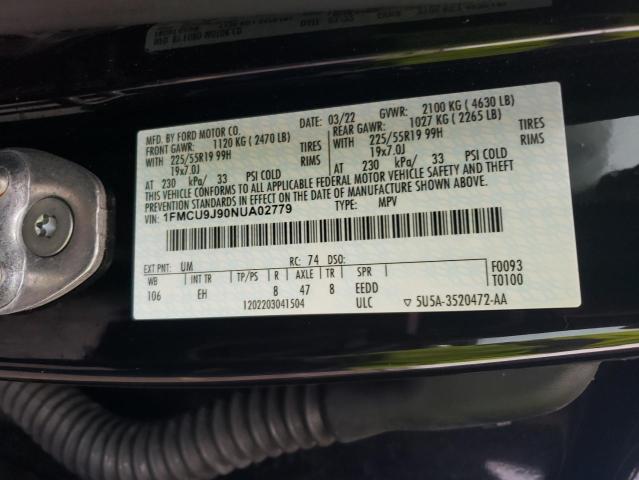 MFD. BY FORD MOTOR CO.
DATE: 03/22 GVWR: 2100 KG ( 4630 LB)
FRONT GAWR: 1120 KG ( 2470 LB) REAR GAWR: 1027 KG ( 2265 LB)
WITH 225/55R19 99H TIRES WITH 225/55R19 99H TIRES
19x7.0J RIMS 19x7.0J RIMS
AT 230 kPa/ 33 PSI COLD AT 230 kPa/ 33 PSI COLD
THIS VEHICLE CONFORMS TO ALL APPLICABLE FEDERAL MOTOR VEHICLE SAFETY AND THEFT
PREVENTION STANDARDS IN EFFECT ON THE DATE OF MANUFACTURE SHOWN ABOVE.
VIN: 1FMCU9J90NUA02779 TYPE: MPV
EXT PNT: UM RC: 74 DSO: F0093
WB INT TR TP/PS R AXLE TR SPR T0100
106 EH 8 47 8 EEDD
1202203041504 ULC ▽ 5U5A-3520472-AA